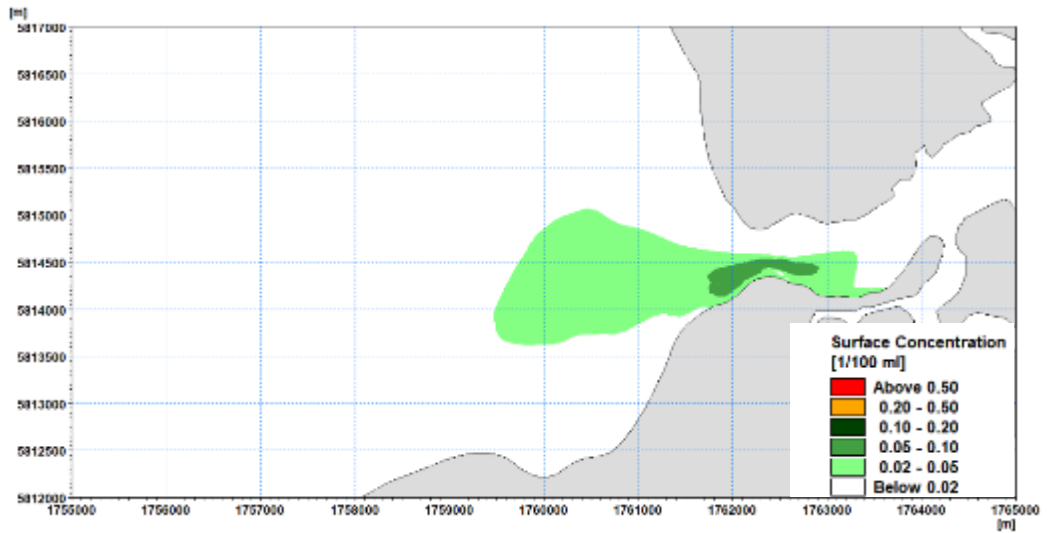 [m]
5817000
5816500
5816000
5815500
5815000
5814500
5814000
5813500
5813000
5812500
5812000
1755000 1756000 1757000 1758000 1759000 1760000 1761000 1762000 1763000 1764000 1765000
[m]
Surface Concentration
[1/100 ml]
Above 0.50
0.20 - 0.50
0.10 - 0.20
0.05 - 0.10
0.02 - 0.05
Below 0.02